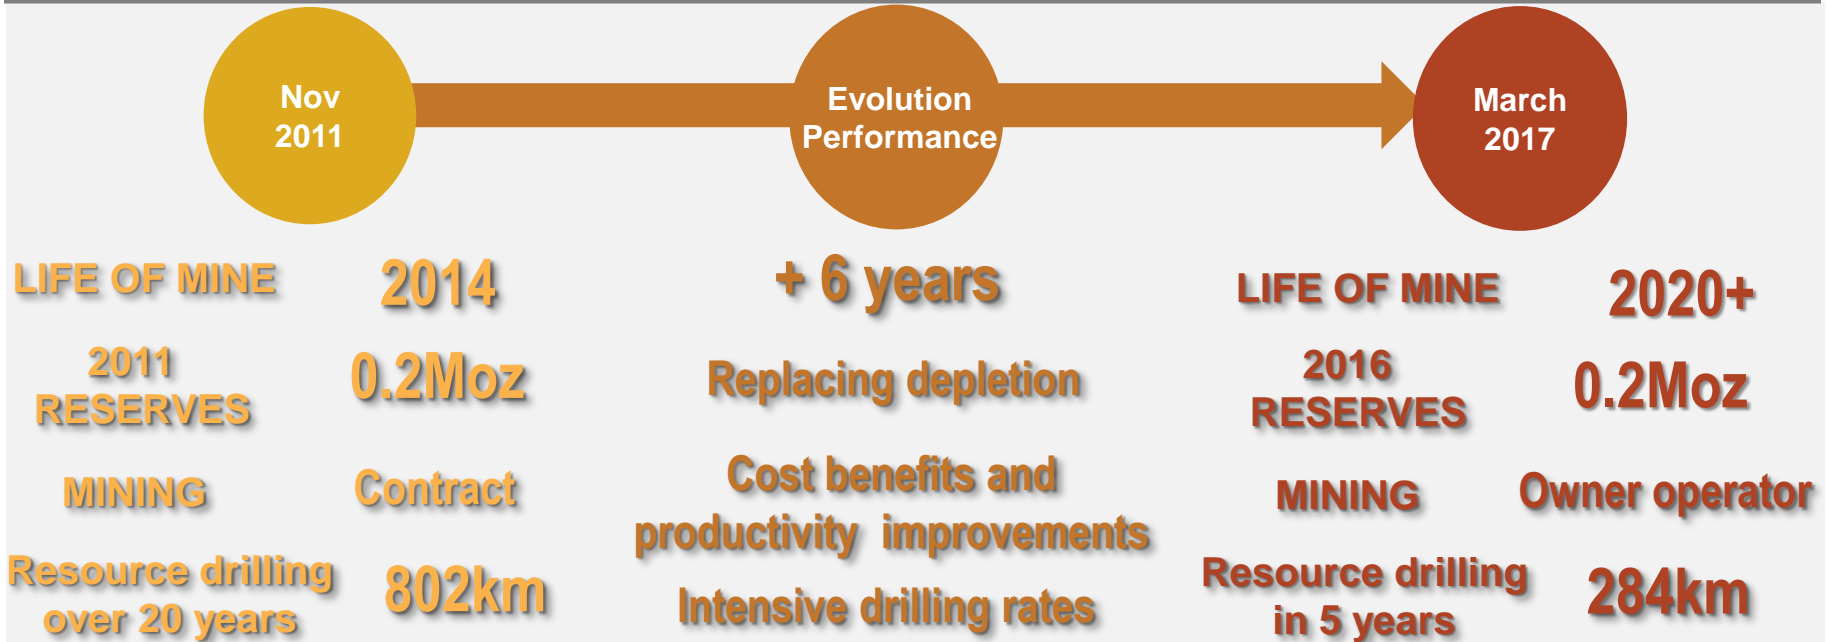 Nov
2011
Evolution
Performance
March
2017
LIFE OF MINE
2014
+ 6 years
LIFE OF MINE
2020+
2011
RESERVES
0.2Moz
Replacing depletion
2016
RESERVES
0.2Moz
MINING
Contract
Cost benefits and
productivity improvements
MINING
Owner operator
Resource drilling
over 20 years
802km
Intensive drilling rates
Resource drilling
in 5 years
284km